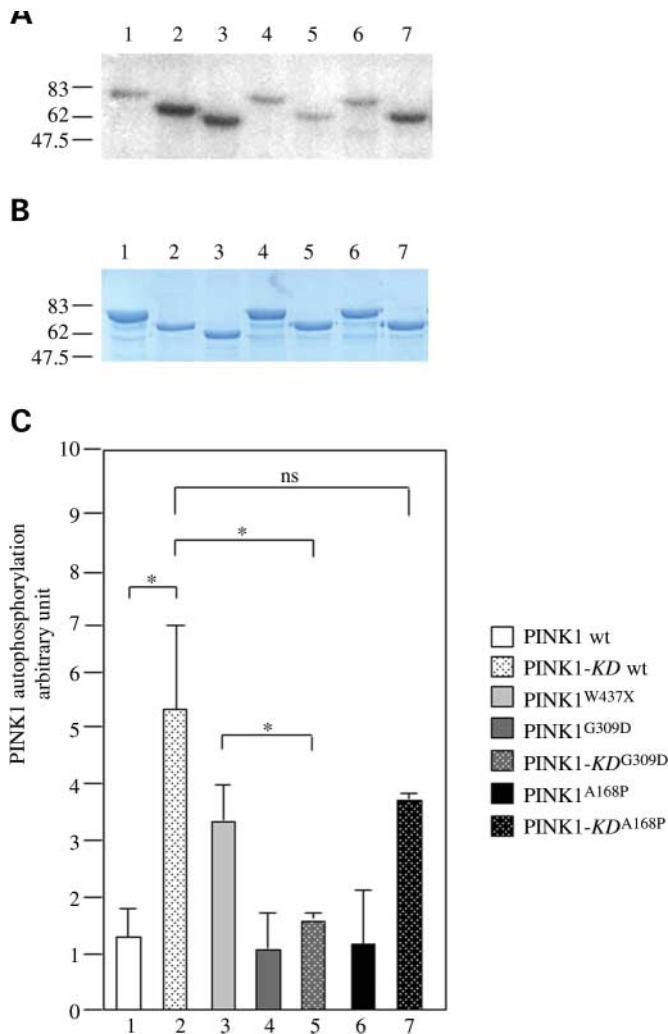 A
1 2 3 4 5 6 7
83
62
47.5
B
1 2 3 4 5 6 7
83
62
47.5
C
10
9
8
7
6
5
4
3
2
1
0
PINK1 autophosphorylation
arbitrary unit
ns
*
*
*
PINK1 wt
PINK1-KD wt
PINK1W437X
PINK1G309D
PINK1-KDG309D
PINK1A168P
PINK1-KDA168P
1 2 3 4 5 6 7